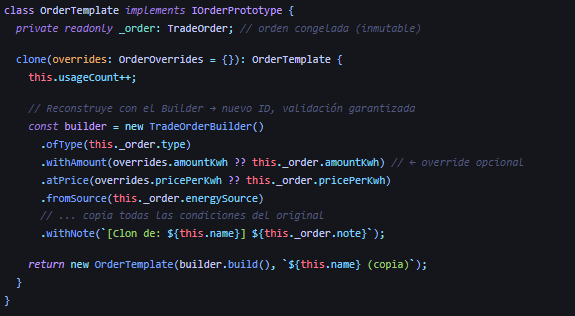 class OrderTemplate implements IOrderPrototype {
  private readonly _order: TradeOrder; // orden congelada (inmutable)

  clone(overrides: OrderOverrides = {}): OrderTemplate {
    this.usageCount++;

    // Reconstruye con el Builder → nuevo ID, validación garantizada
    const builder = new TradeOrderBuilder()
      .ofType(this._order.type)
      .withAmount(overrides.amountKwh ?? this._order.amountKwh) // ← override opcional
      .atPrice(overrides.pricePerKwh ?? this._order.pricePerKwh)
      .fromSource(this._order.energySource)
      // ... copia todas las condiciones del original
      .withNote(`[Clon de: ${this.name}] ${this._order.note}`);

    return new OrderTemplate(builder.build(), `${this.name} (copia)`);
  }
}